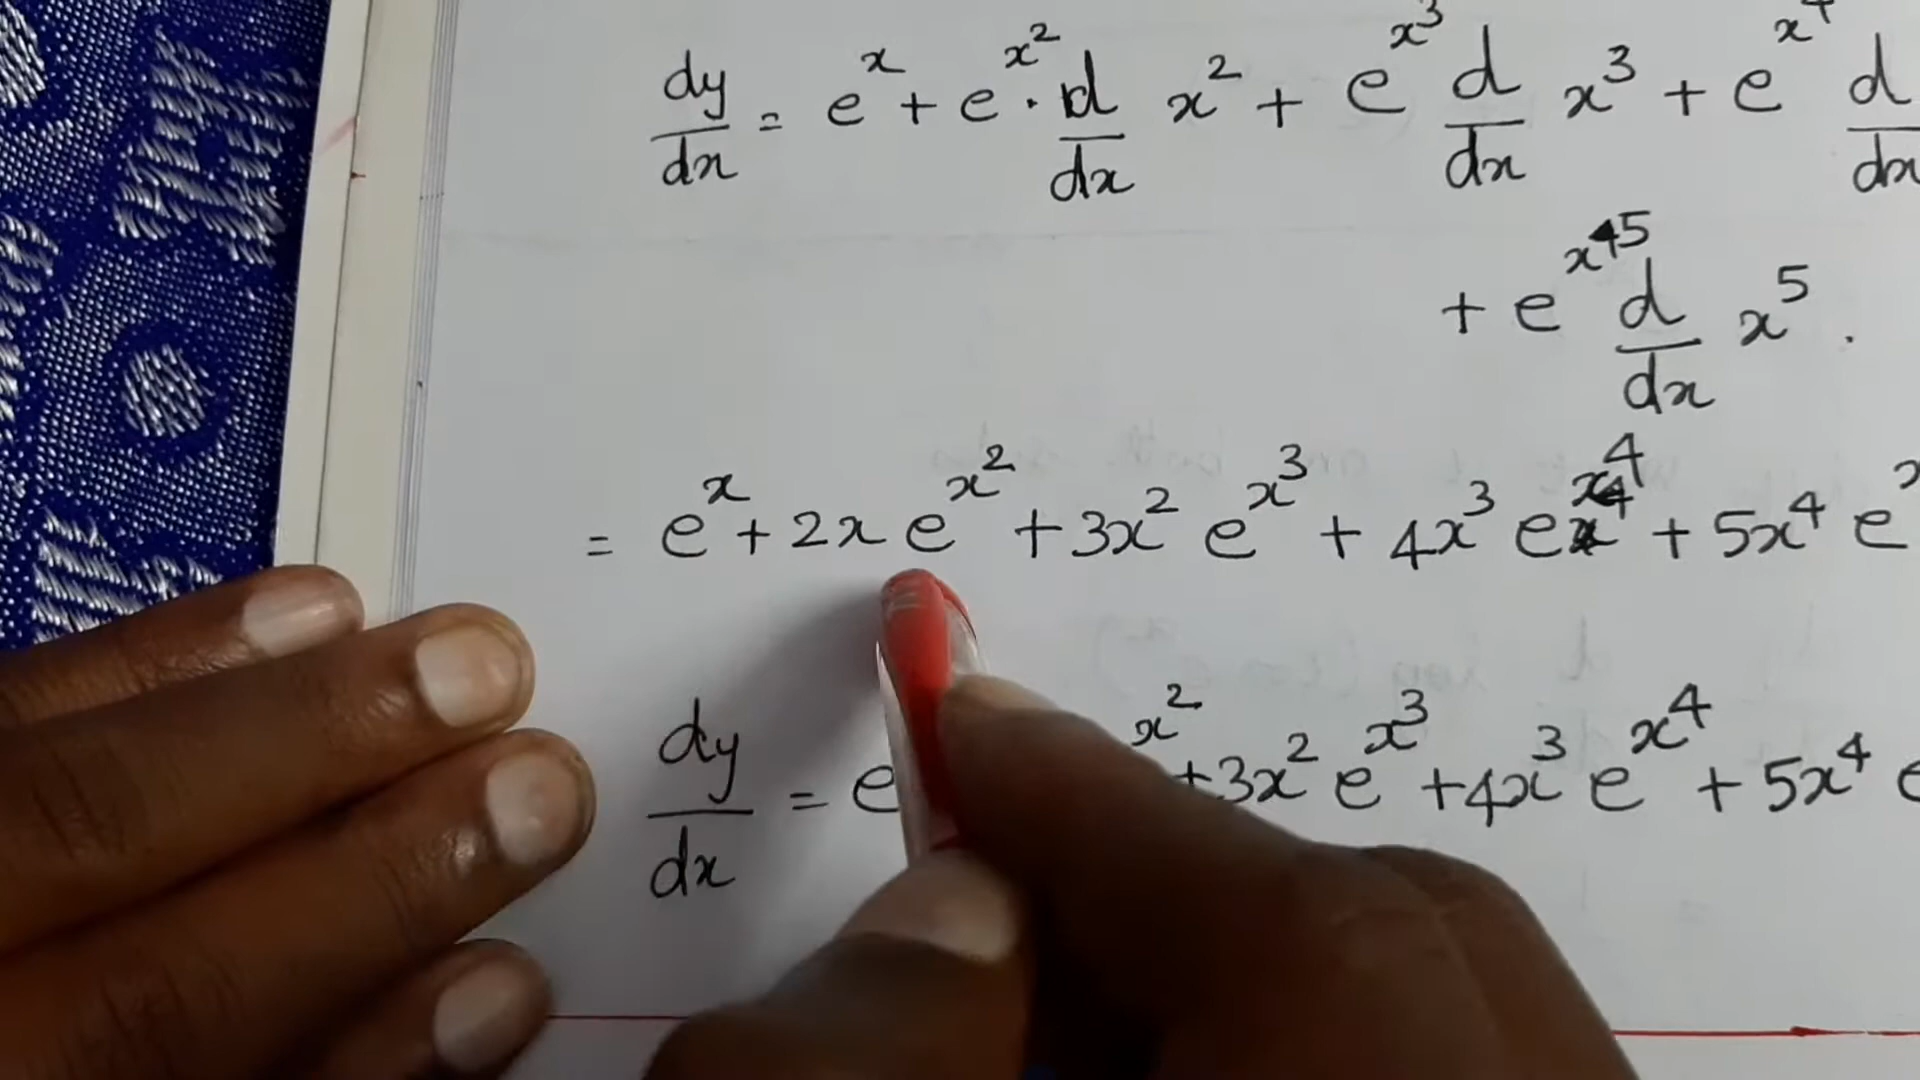 dy/dx = e^x + e^{x^2} · d/dx x^2 + e^{x^3} d/dx x^3 + e^{x^4} d/dx
+ e^{x^5} d/dx x^5 .
= e^x + 2x e^{x^2} + 3x^2 e^{x^3} + 4x^3 e^{x^4} + 5x^4 e^x
dy/dx = e x^2 + 3x^2 e^{x^3} + 4x^3 e^{x^4} + 5x^4 e